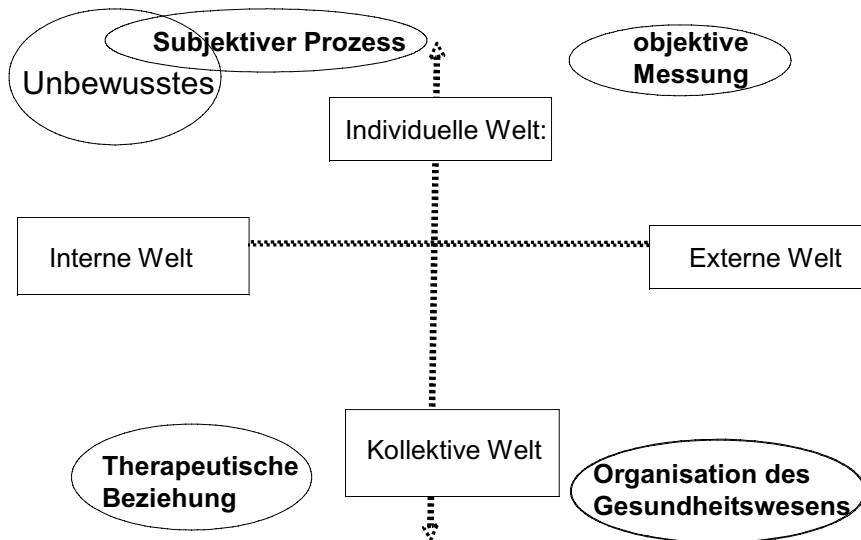 Subjektiver Prozess
objektive
Messung
Unbewusstes
Individuelle Welt:
Interne Welt
Externe Welt
Kollektive Welt
Therapeutische
Beziehung
Organisation des
Gesundheitswesens